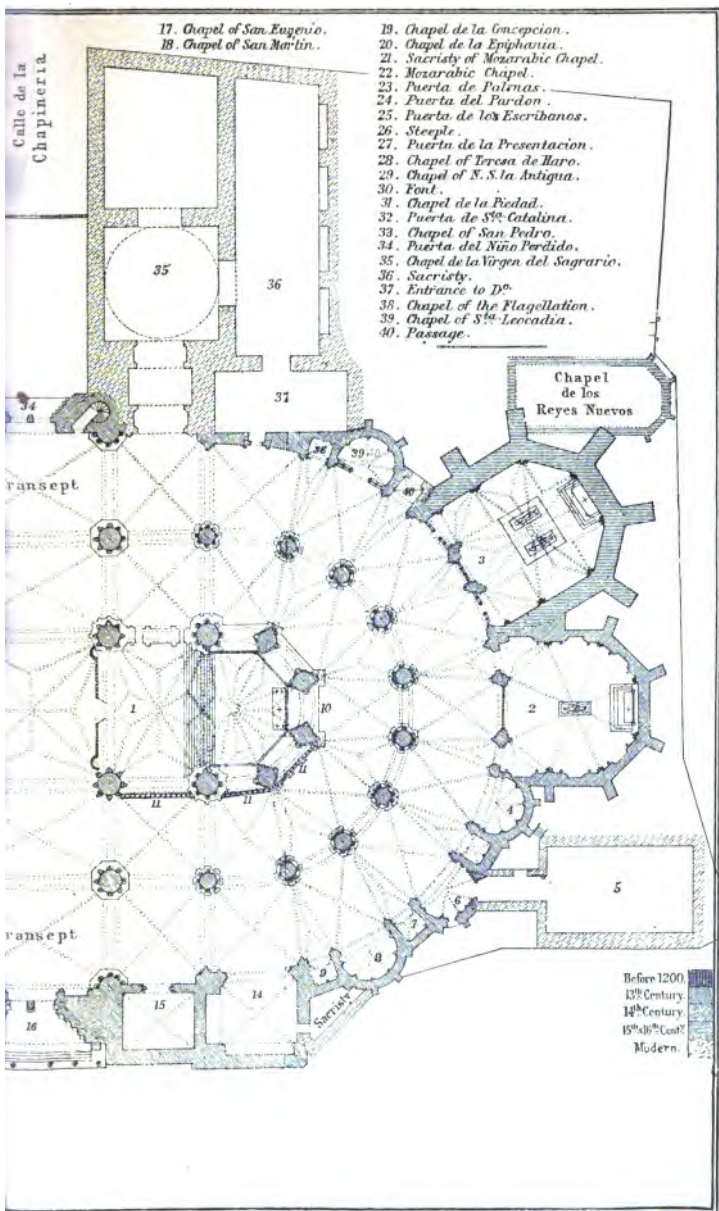 17. Chapel of San Eugenio.
18. Chapel of San Martin.
19. Chapel de la Concepcion.
20. Chapel de la Epiphania.
21. Sacristy of Mozarabic Chapel.
22. Mozarabic Chapel.
23. Puerta de Palmas.
24. Puerta del Pardon.
25. Puerta de los Escribanos.
26. Steeple.
27. Puerta de la Presentacion.
28. Chapel of Teresa de Haro.
29. Chapel of N. S. la Antigua.
30. Font.
31. Chapel de la Piedad.
32. Puerta de Sta. Catalina.
33. Chapel of San Pedro.
34. Puerta del Niño Perdido.
35. Chapel de la Virgen del Sagrario.
36. Sacristy.
37. Entrance to Do.
38. Chapel of the Flagellation.
39. Chapel of Sta. Leocadia.
40. Passage.
Calle de la
Chapineria
35
36
37
34
38
39
40
Chapel
de los
Reyes Nuevos
ransept
3
1
10
2
11
11
11
4
5
6
7
8
9
ransept
14
15
16
Sacristy
Before 1200.
13th Century.
14th Century.
15th & 16th Centy.
Modern.